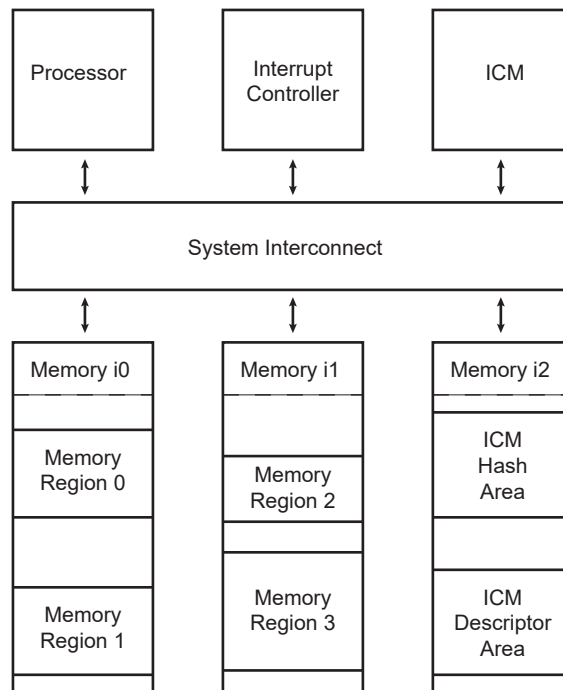 Processor
Interrupt
Controller
ICM
System Interconnect
Memory i0
Memory i1
Memory i2
Memory
Region 0
Memory
Region 2
ICM
Hash
Area
Memory
Region 1
Memory
Region 3
ICM
Descriptor
Area